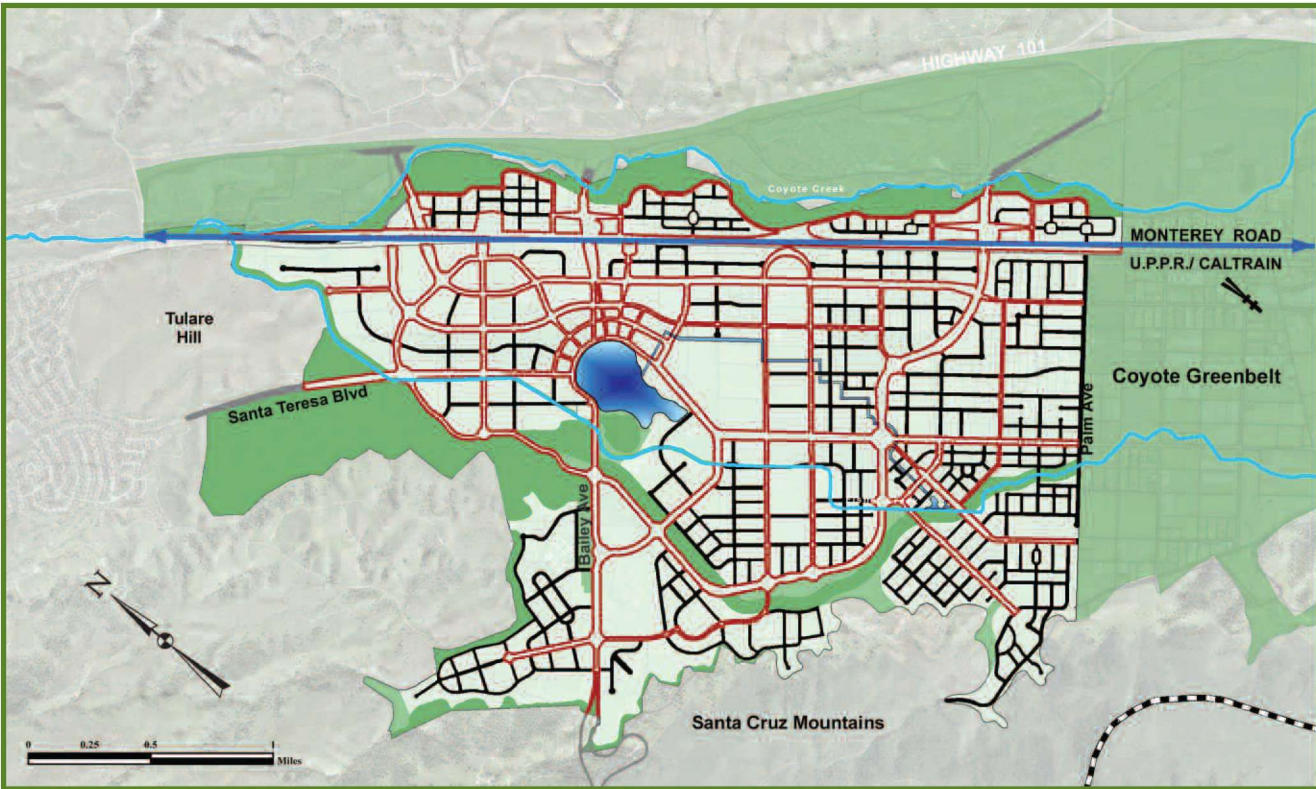 HIGHWAY 101
Coyote Creek
MONTEREY ROAD
U.P.P.R./ CALTRAIN
Tulare
Hill
Coyote Greenbelt
Santa Teresa Blvd
Palm Ave
Bailey Ave
N
Santa Cruz Mountains
0 0.25 0.5 1
Miles